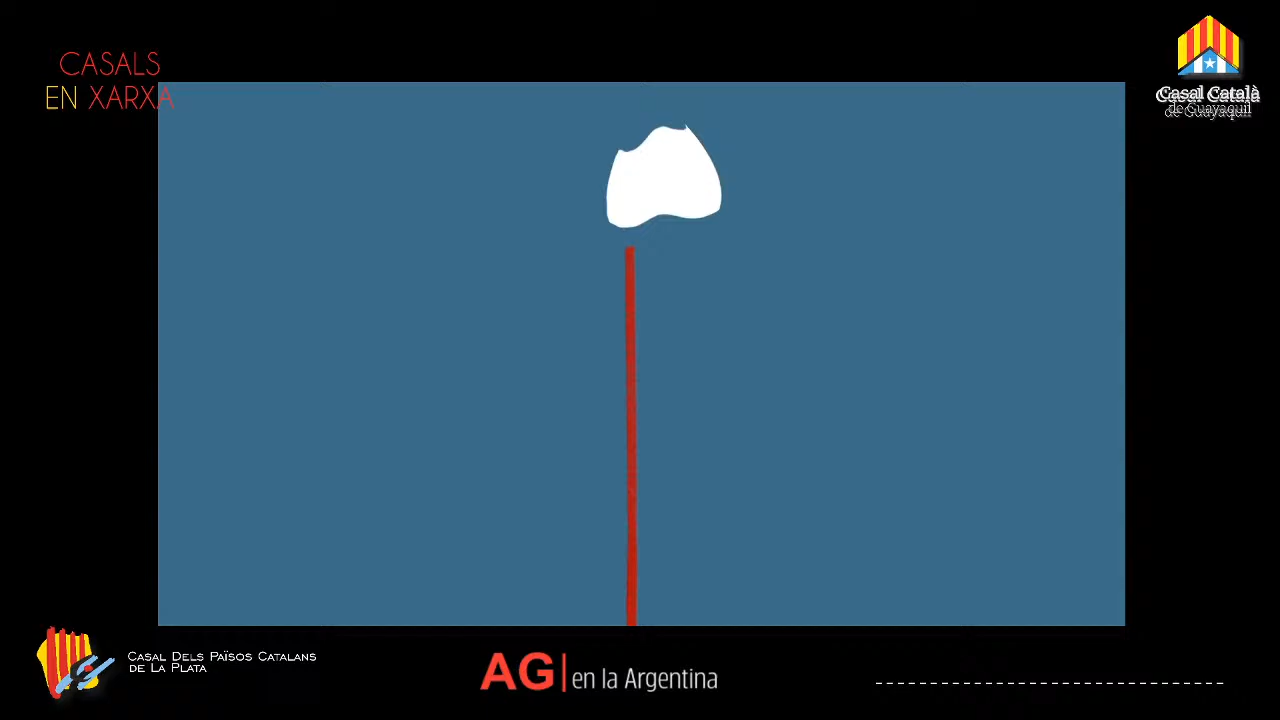 CASALS
EN XARXA
Casal Català
de Guayaquil
CASAL DELS PAÏSOS CATALANS
DE LA PLATA
AG| en la Argentina